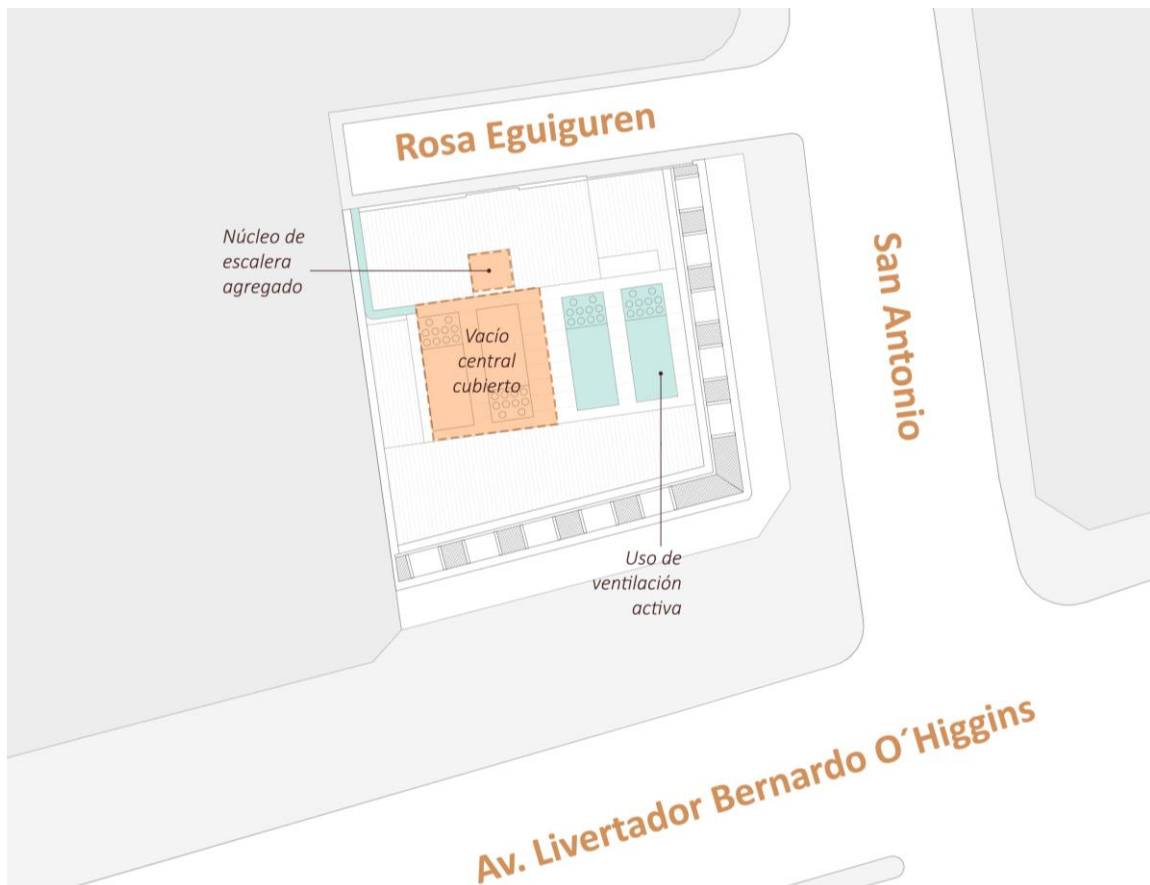 Rosa Eguiguren
Núcleo de
escalera
agregado
San Antonio
Vacío
central
cubierto
Uso de
ventilación
activa
Av. Livertador Bernardo O´Higgins